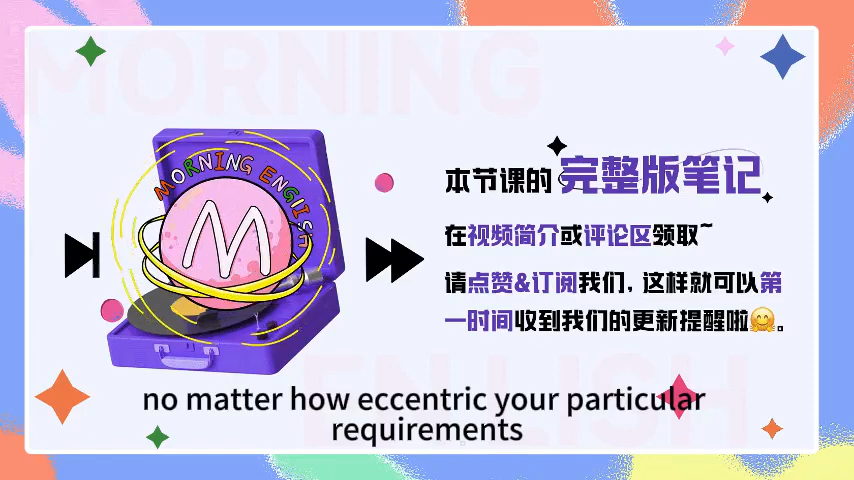 MORNING
MORNING ENGLISH
M
本节课的 完整版笔记
在视频简介或评论区领取~
请点赞&订阅我们，这样就可以第
一时间收到我们的更新提醒啦🤗。
no matter how eccentric your particular
requirements